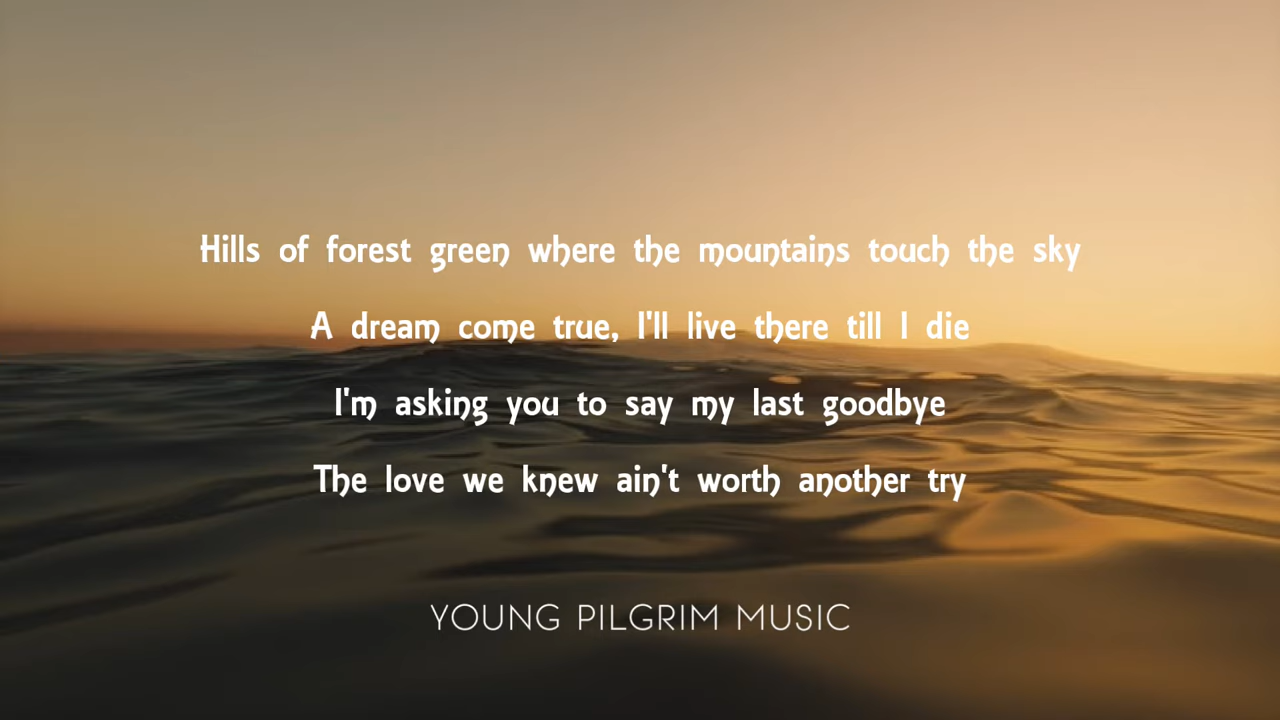 Hills of forest green where the mountains touch the sky
A dream come true, I'll live there till I die
I'm asking you to say my last goodbye
The love we knew ain't worth another try
YOUNG PILGRIM MUSIC